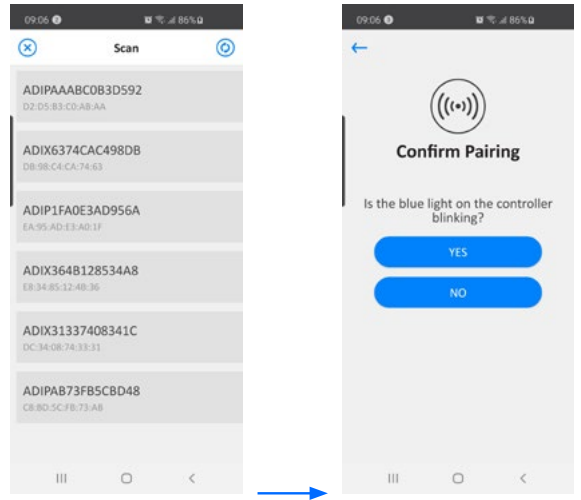 09:06
86%
Scan
ADIPAAABC0B3D592
D2:D5:B3:C0:AB:AA
ADIX6374CAC498DB
DB:98:C4:CA:74:63
ADIP1FA0E3AD956A
EA:95:AD:E3:A0:1F
ADIX364B128534A8
E8:34:85:12:4B:36
ADIX31337408341C
DC:34:08:74:33:31
ADIPAB73FB5CBD48
C8:BD:5C:FB:73:AB
09:06
86%
Confirm Pairing
Is the blue light on the controller
blinking?
YES
NO